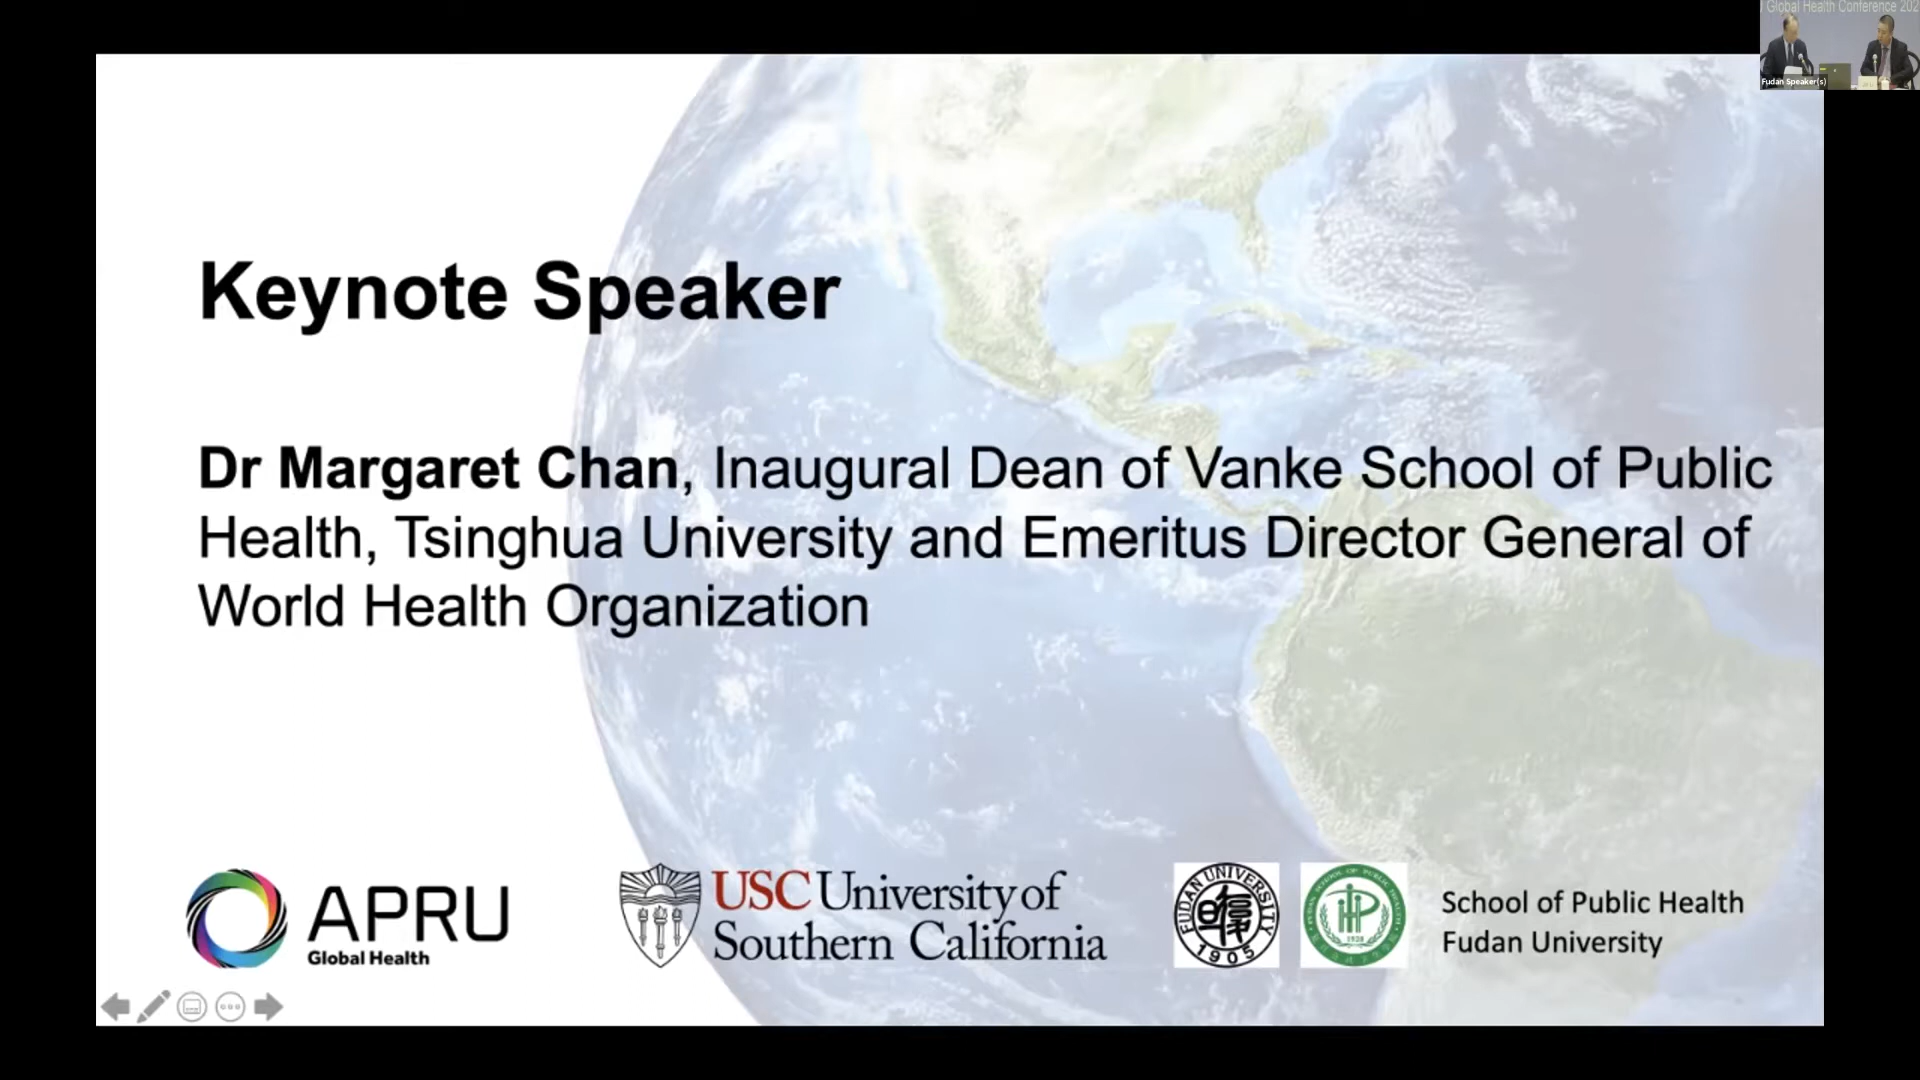 Global Health Conference 202
Fudan Speaker(s)
Keynote Speaker
Dr Margaret Chan, Inaugural Dean of Vanke School of Public
Health, Tsinghua University and Emeritus Director General of
World Health Organization
APRU
Global Health
USC University of
Southern California
FUDAN UNIVERSITY
1905
School of Public Health
Fudan University